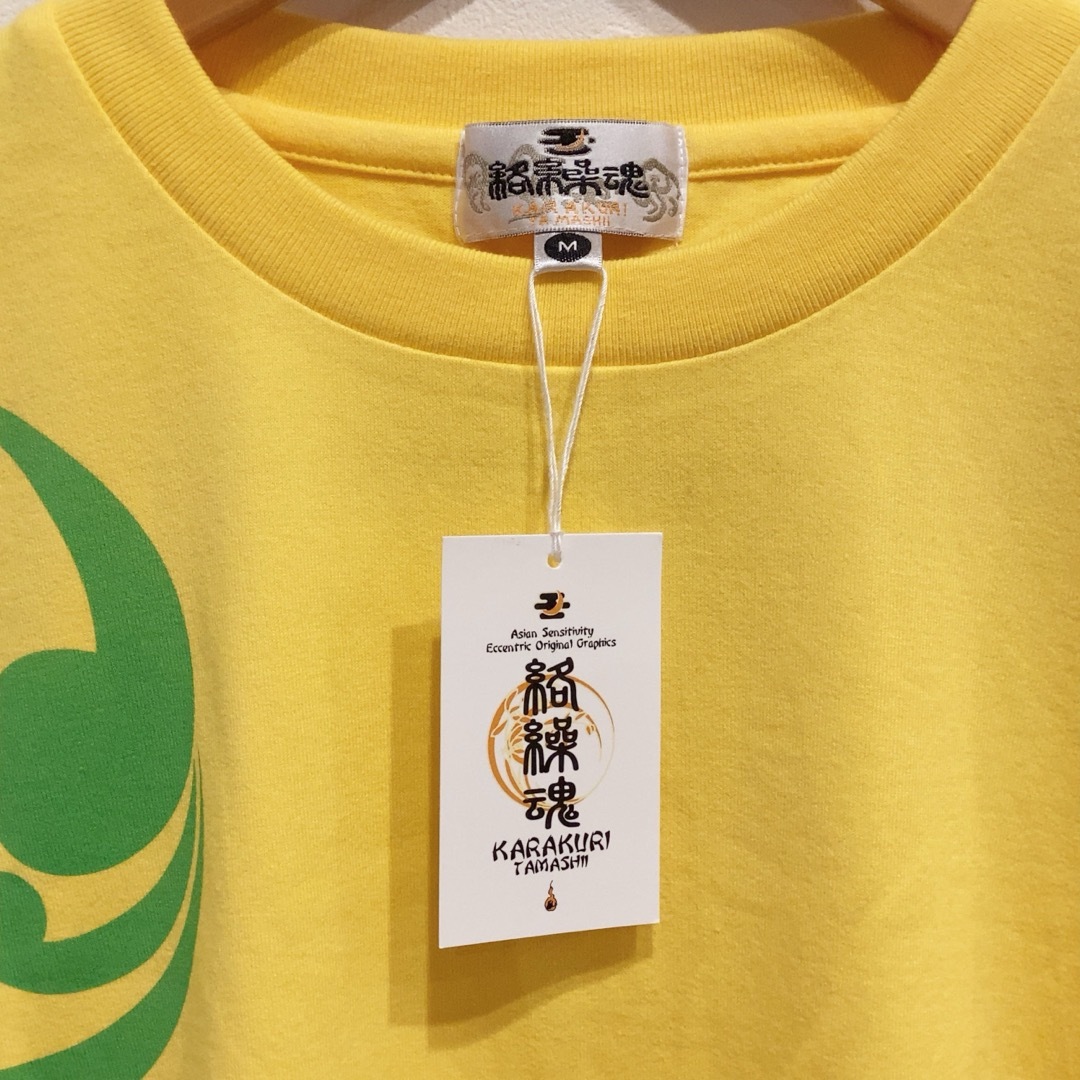 絡繰魂
KARAKURI
TAMASHII
M
Asian Sensitivity
Eccentric Original Graphics
絡繰魂
KARAKURI
TAMASHII